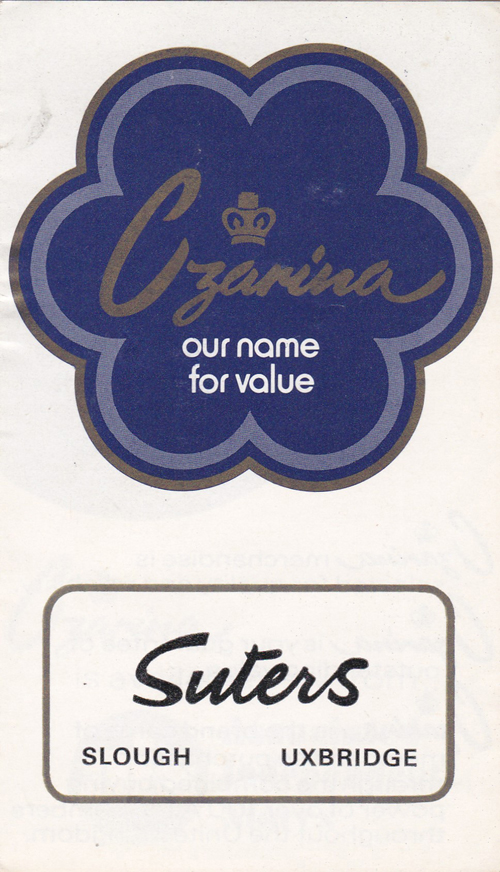 Czarina
our name
for value
Suters
SLOUGH UXBRIDGE